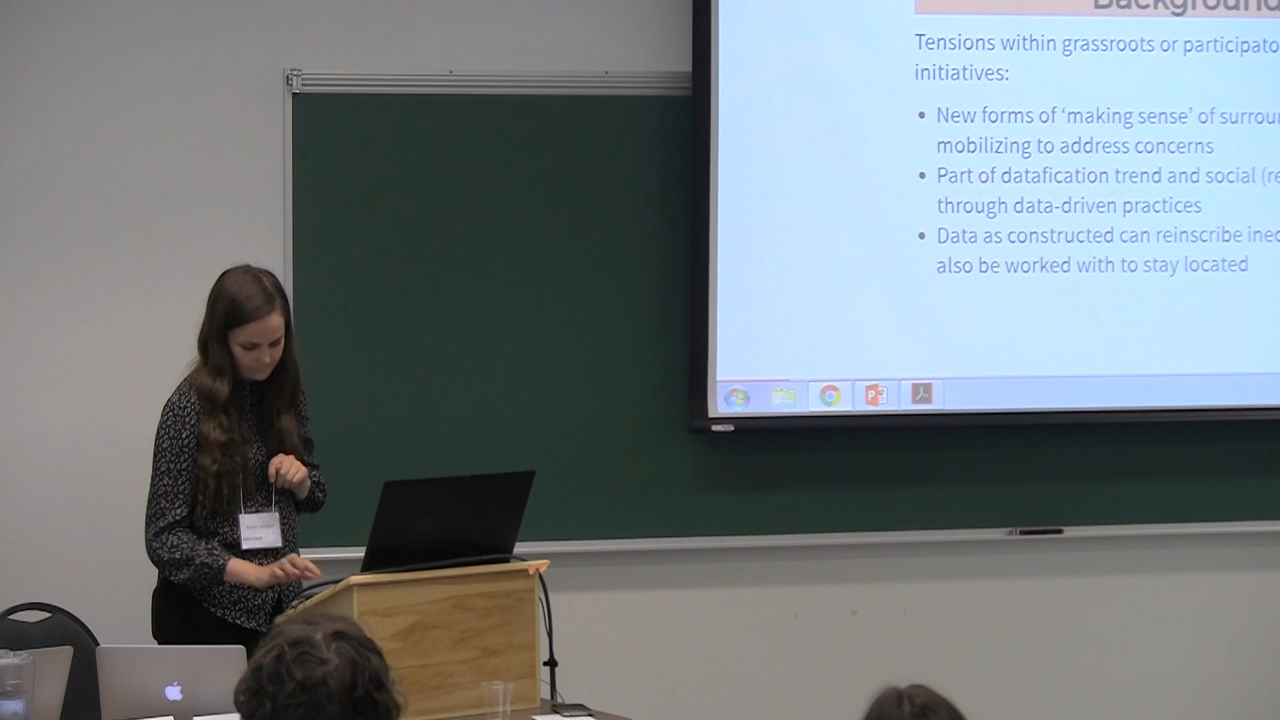 Background
Tensions within grassroots or participato
initiatives:
• New forms of ‘making sense’ of surrou
mobilizing to address concerns
• Part of datafication trend and social (re
through data-driven practices
• Data as constructed can reinscribe ineq
also be worked with to stay located